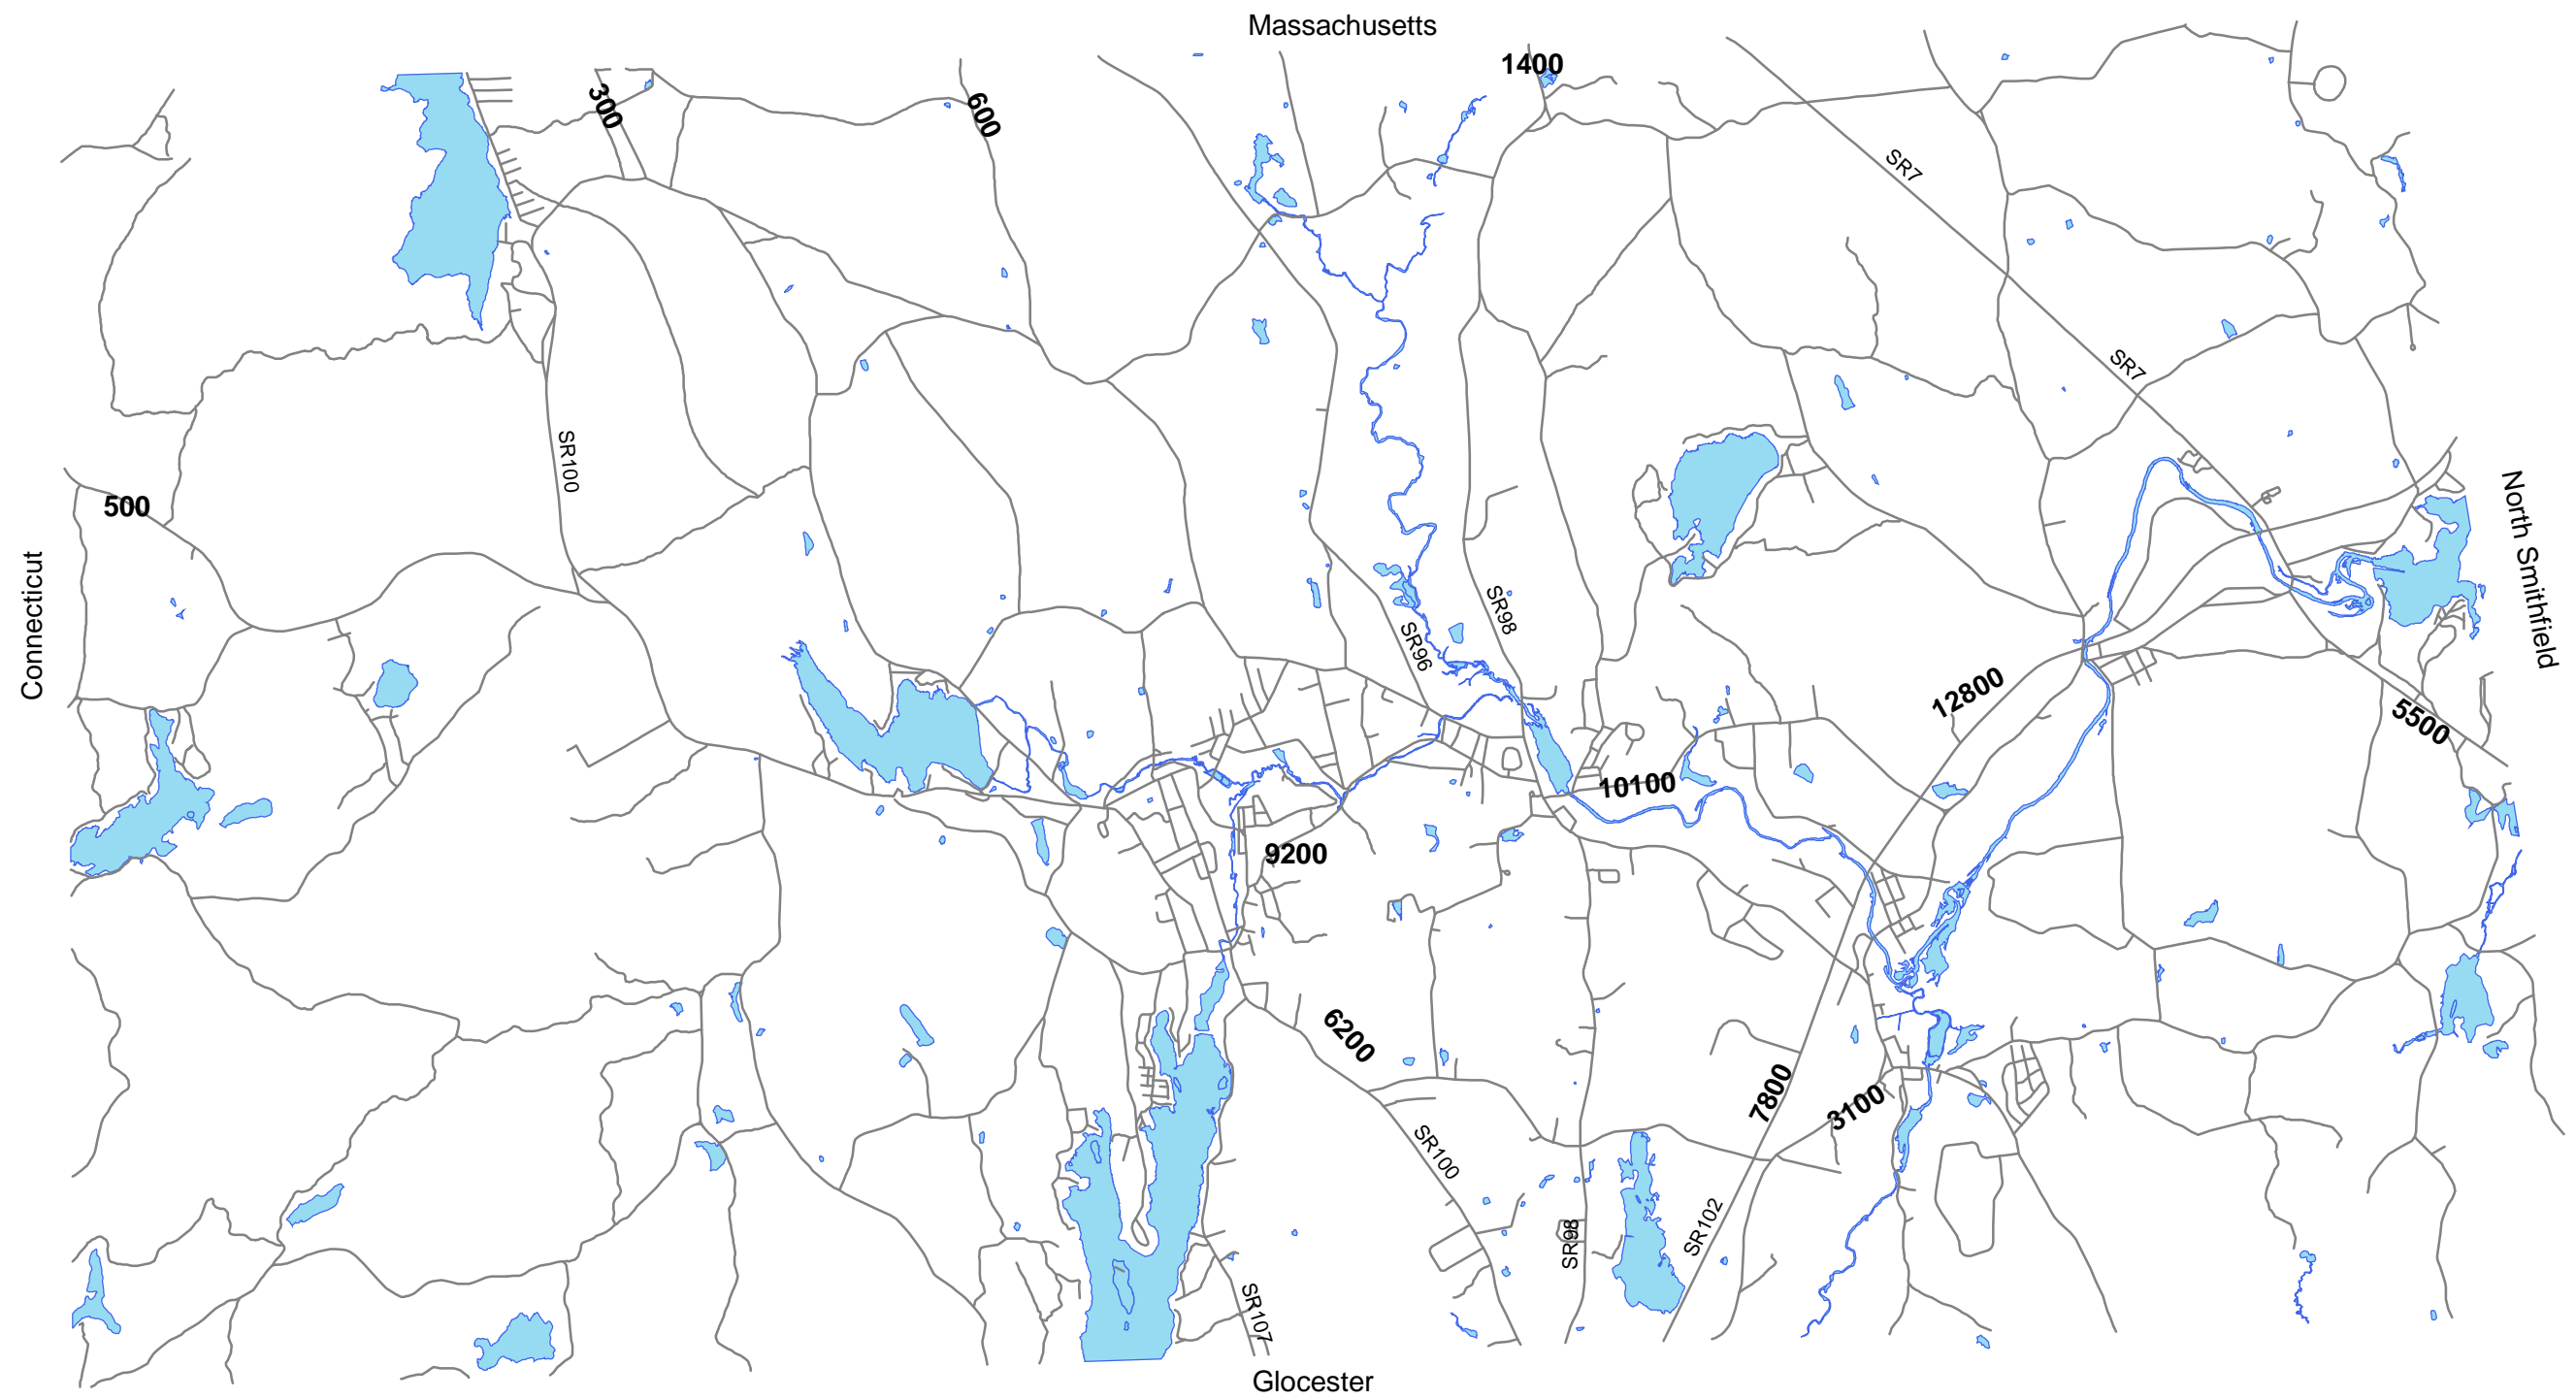 Massachusetts
1400
300
600
SR7
SR7
SR100
500
North Smithfield
Connecticut
SR98
SR96
12800
5500
10100
9200
6200
7800
3100
SR100
SR102
SR98
SR107
Glocester